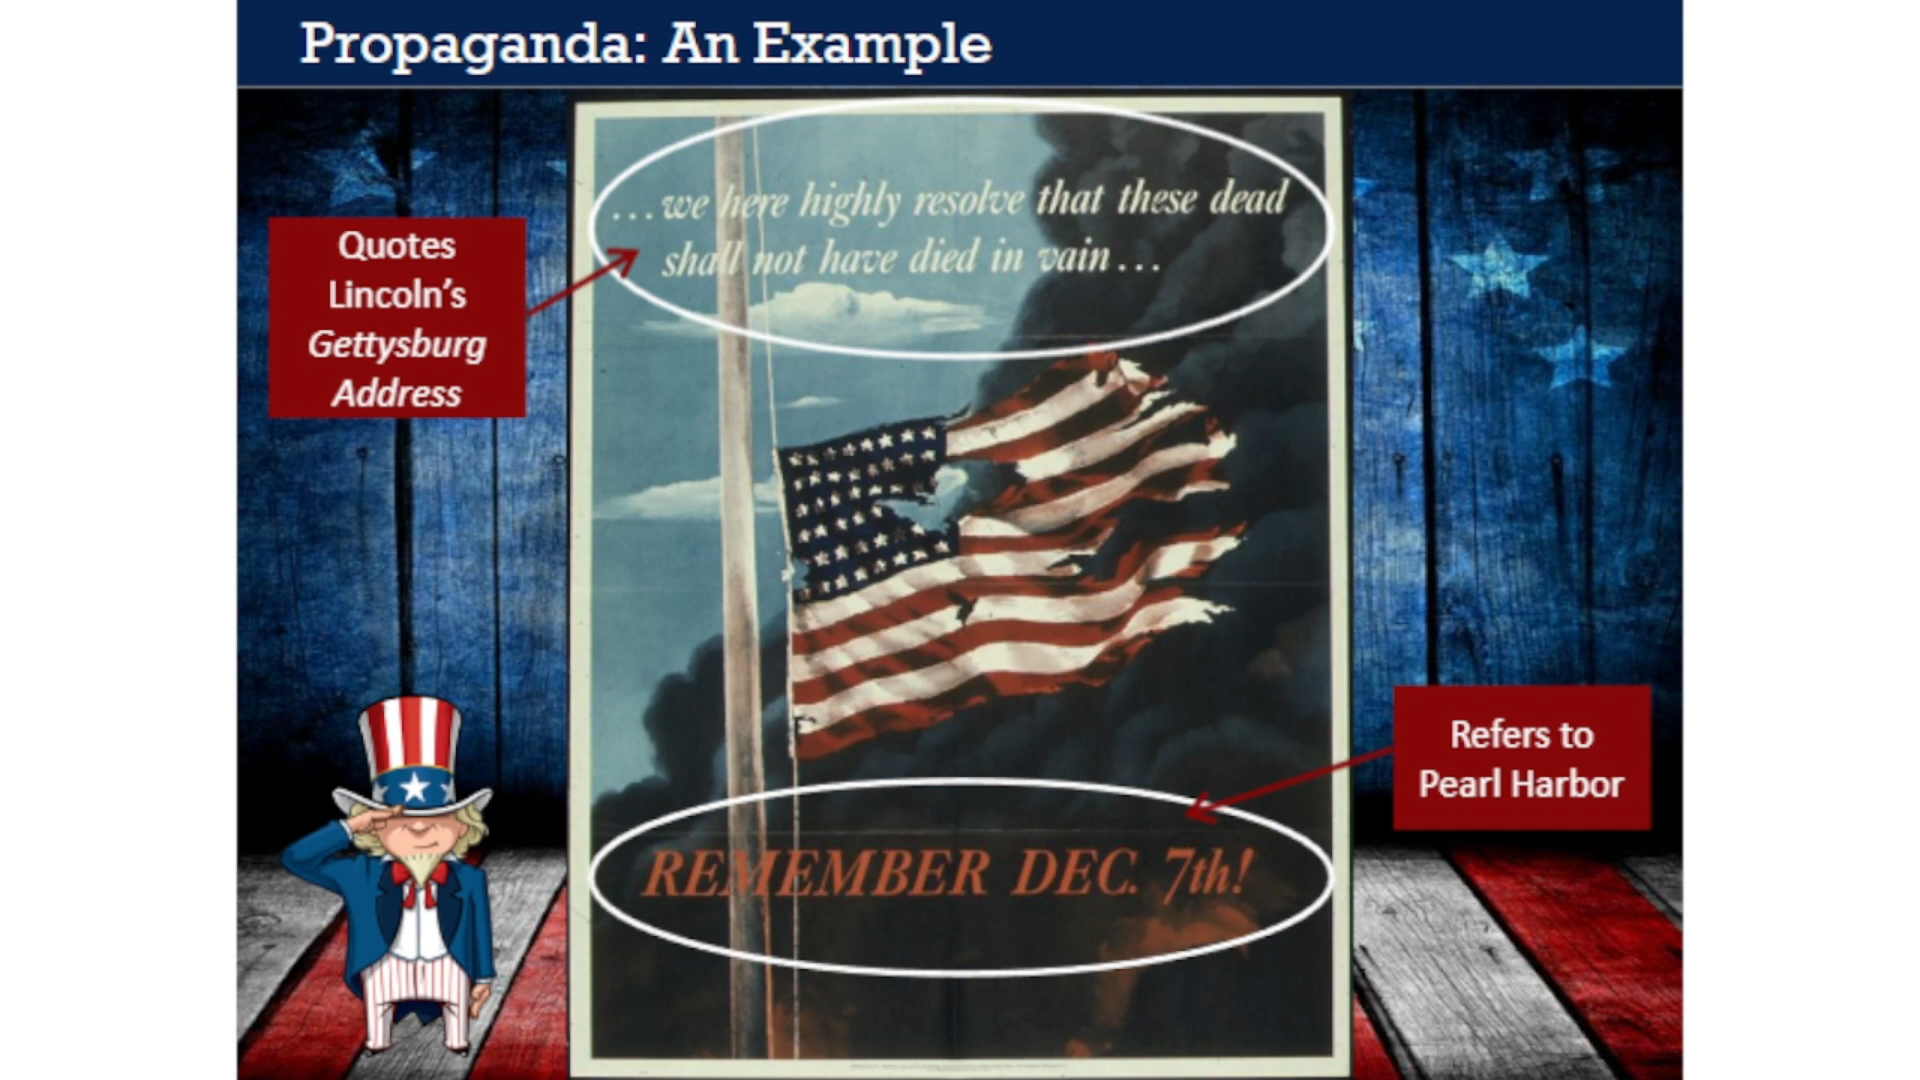 Propaganda: An Example
...we here highly resolve that these dead
shall not have died in vain...
Quotes
Lincoln's
Gettysburg
Address
Refers to
Pearl Harbor
REMEMBER DEC. 7th!